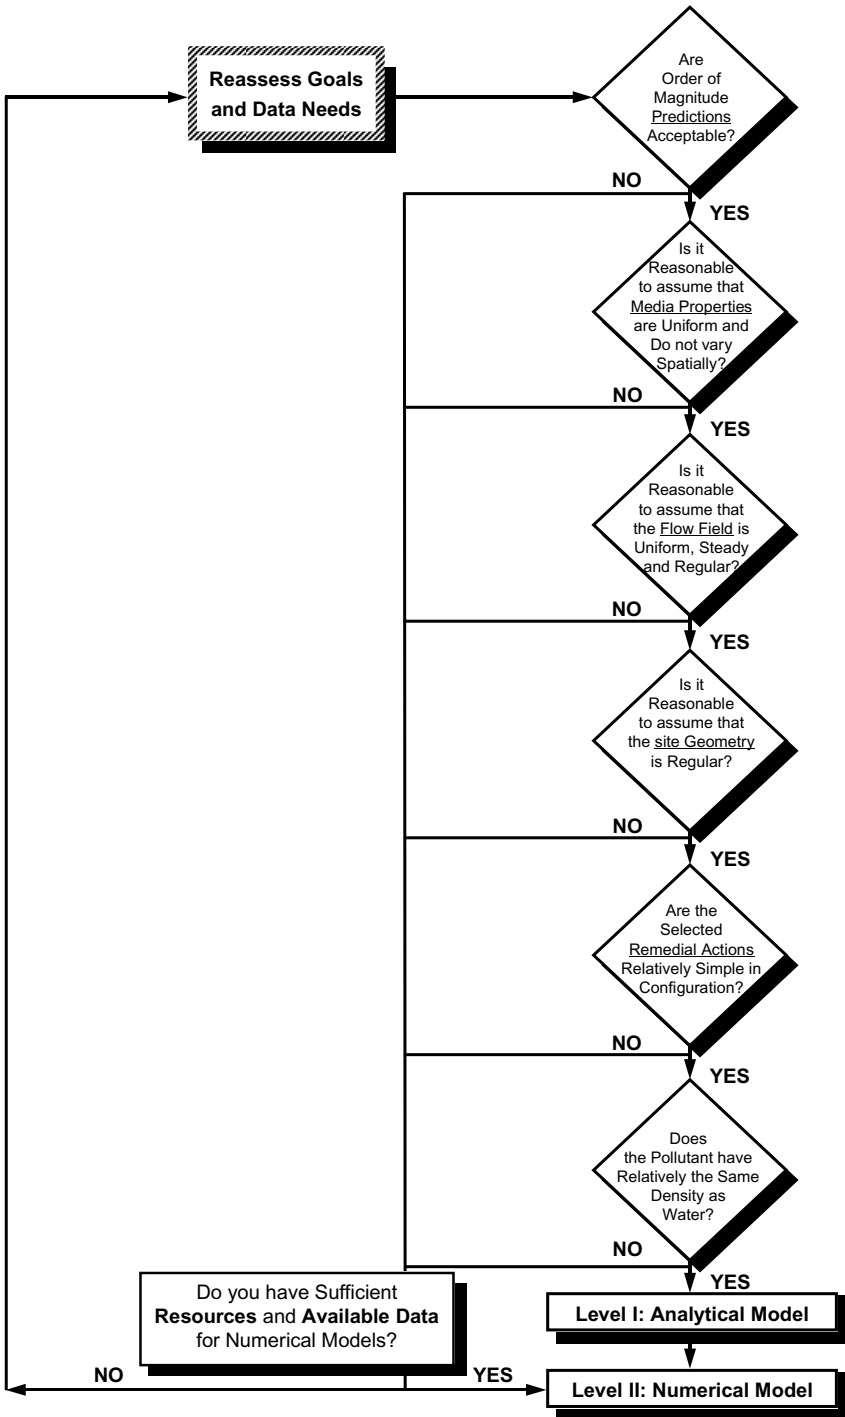 Reassess Goals
and Data Needs
Are
Order of
Magnitude
Predictions
Acceptable?
NO
YES
Is it
Reasonable
to assume that
Media Properties
are Uniform and
Do not vary
Spatially?
NO
YES
Is it
Reasonable
to assume that
the Flow Field is
Uniform, Steady
and Regular?
NO
YES
Is it
Reasonable
to assume that
the site Geometry
is Regular?
NO
YES
Are the
Selected
Remedial Actions
Relatively Simple in
Configuration?
NO
YES
Does
the Pollutant have
Relatively the Same
Density as
Water?
NO
YES
Do you have Sufficient
Resources and Available Data
for Numerical Models?
NO
YES
Level I: Analytical Model
Level II: Numerical Model